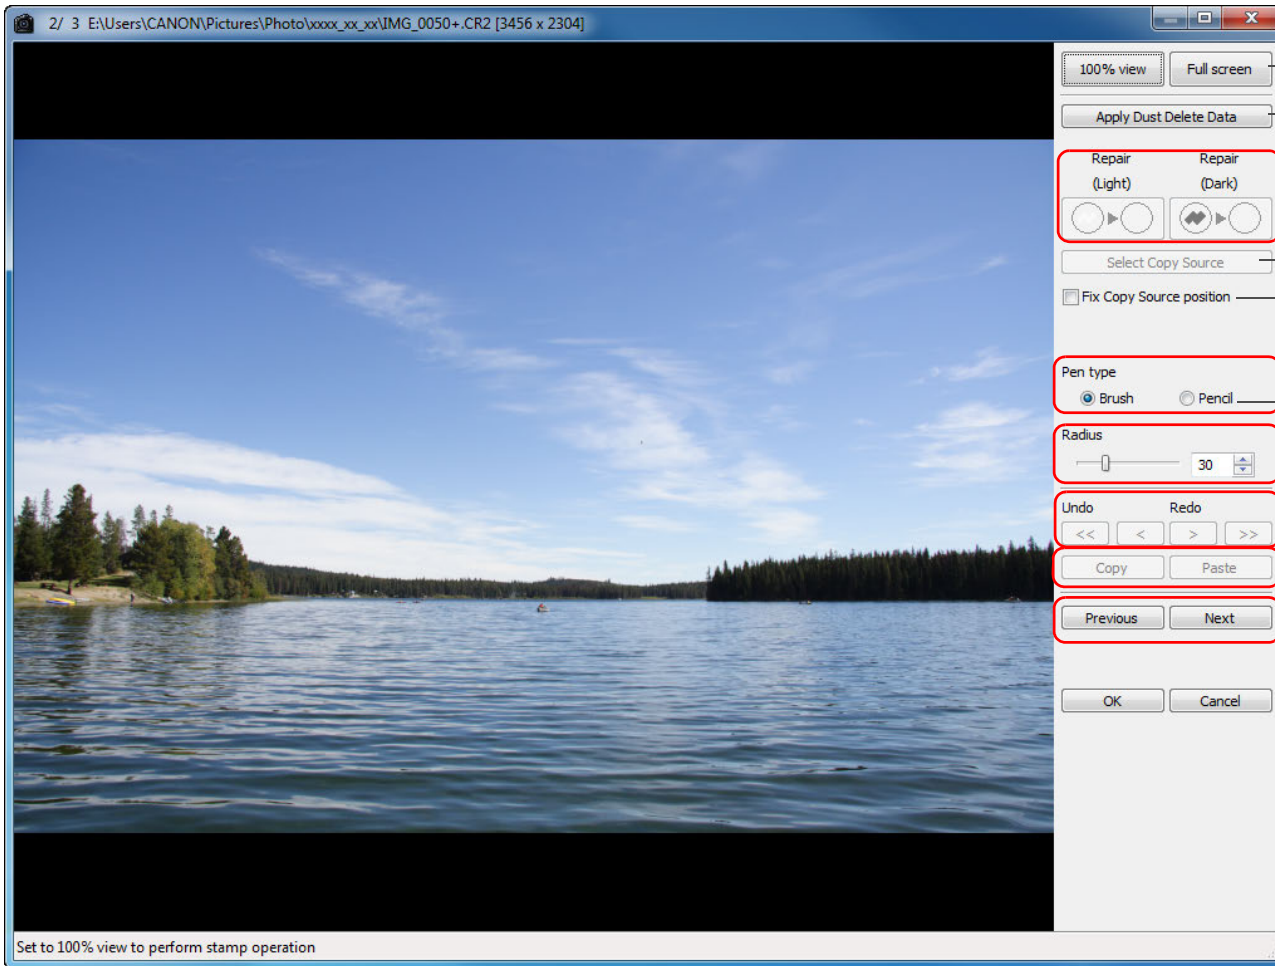 2/ 3 E:\Users\CANON\Pictures\Photo\xxxx_xx_xx\IMG_0050+.CR2 [3456 x 2304]
100% view Full screen
Apply Dust Delete Data
Repair Repair
(Light) (Dark)
Select Copy Source
Fix Copy Source position
Pen type
Brush Pencil
Radius
30
Undo Redo
<< < > >>
Copy Paste
Previous Next
OK Cancel
Set to 100% view to perform stamp operation